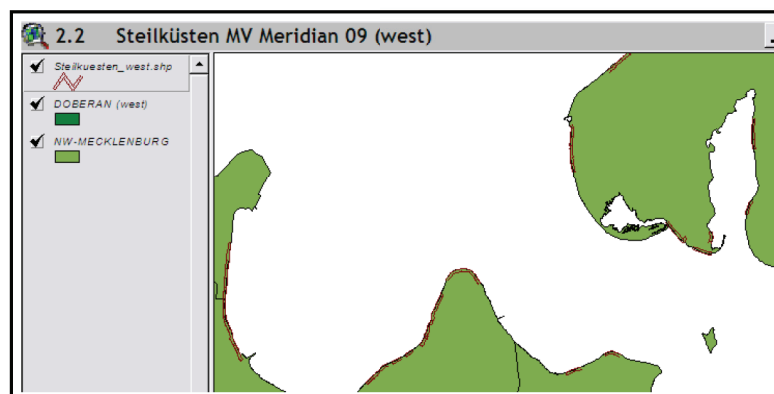 2.2 Steilküsten MV Meridian 09 (west)
Steilkuesten_west.shp
DOBERAN (west)
NW-MECKLENBURG